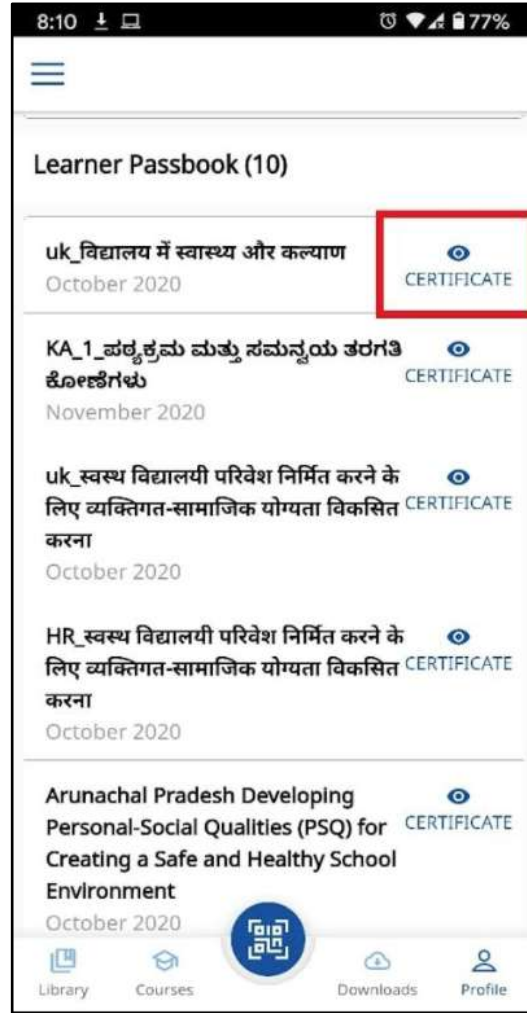 8:10
77%
Learner Passbook (10)
uk_विद्यालय में स्वास्थ्य और कल्याण
October 2020
CERTIFICATE
KA_1_ಪಠ್ಯಕ್ರಮ ಮತ್ತು ಸಮನ್ವಯ ತರಗತಿ
ಕೋಣೆಗಳು
CERTIFICATE
November 2020
uk_स्वस्थ विद्यालयी परिवेश निर्मित करने के
लिए व्यक्तिगत-सामाजिक योग्यता विकसित
CERTIFICATE
करना
October 2020
HR_स्वस्थ विद्यालयी परिवेश निर्मित करने के
लिए व्यक्तिगत-सामाजिक योग्यता विकसित
CERTIFICATE
करना
October 2020
Arunachal Pradesh Developing
Personal-Social Qualities (PSQ) for
CERTIFICATE
Creating a Safe and Healthy School
Environment
October 2020
Library
Courses
Downloads
Profile